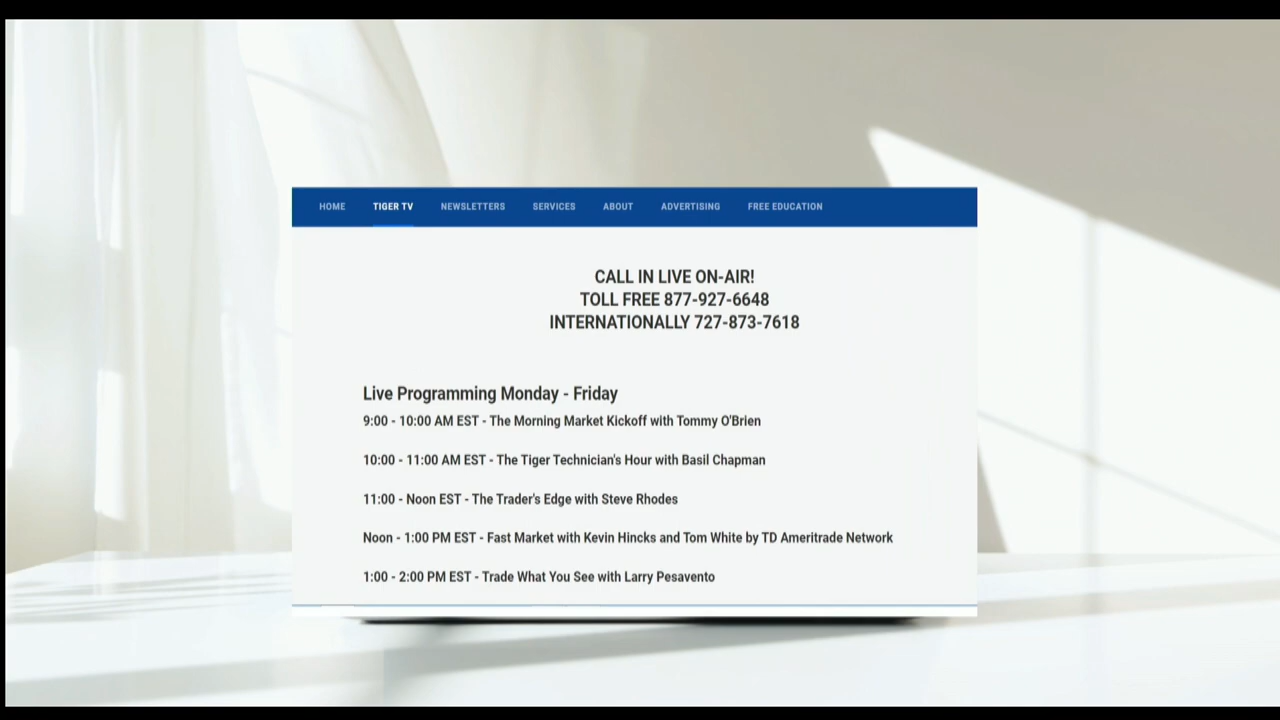 HOME TIGER TV NEWSLETTERS SERVICES ABOUT ADVERTISING FREE EDUCATION
CALL IN LIVE ON-AIR!
TOLL FREE 877-927-6648
INTERNATIONALLY 727-873-7618
Live Programming Monday - Friday
9:00 - 10:00 AM EST - The Morning Market Kickoff with Tommy O'Brien
10:00 - 11:00 AM EST - The Tiger Technician's Hour with Basil Chapman
11:00 - Noon EST - The Trader's Edge with Steve Rhodes
Noon - 1:00 PM EST - Fast Market with Kevin Hincks and Tom White by TD Ameritrade Network
1:00 - 2:00 PM EST - Trade What You See with Larry Pesavento